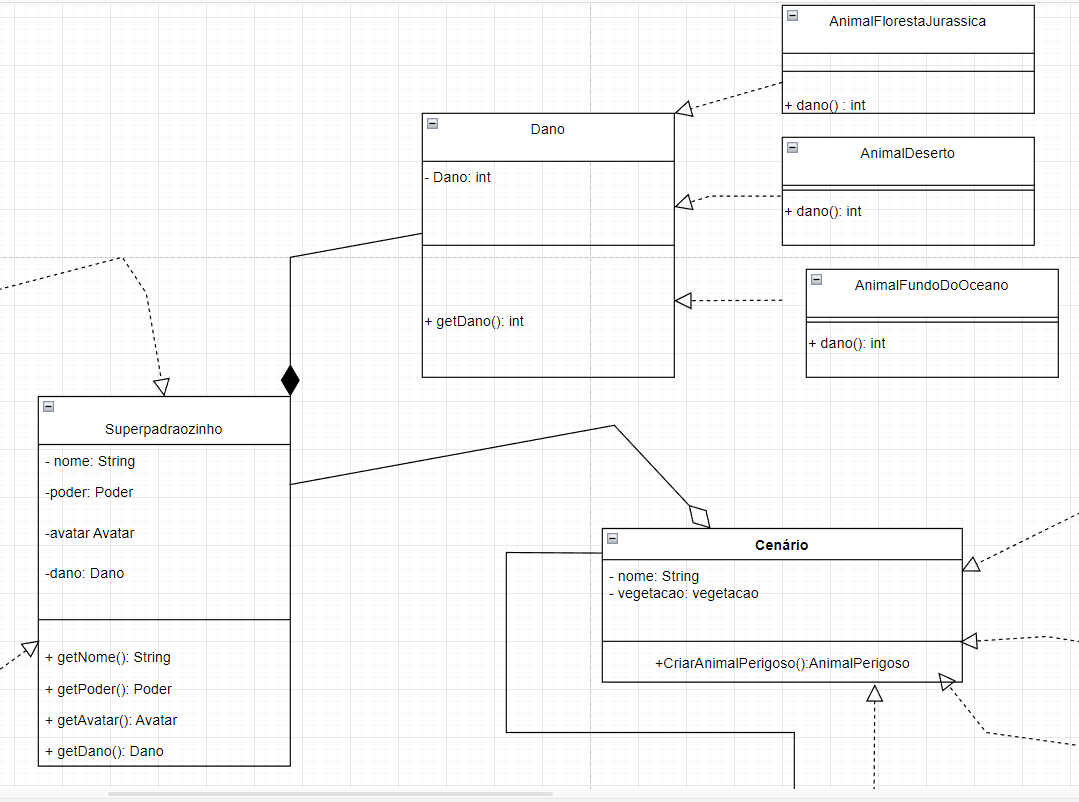 AnimalFlorestaJurassica
+ dano() : int
Dano
- Dano: int
+ getDano(): int
AnimalDeserto
+ dano(): int
AnimalFundoDoOceano
+ dano(): int
Superpadraozinho
- nome: String
-poder: Poder
-avatar Avatar
-dano: Dano
+ getNome(): String
+ getPoder(): Poder
+ getAvatar(): Avatar
+ getDano(): Dano
Cenário
- nome: String
- vegetacao: vegetacao
+CriarAnimalPerigoso():AnimalPerigoso